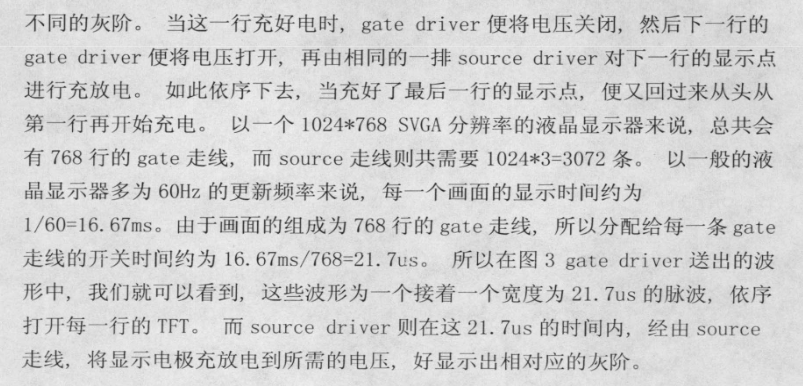 不同的灰阶。 当这一行充好电时, gate driver 便将电压关闭, 然后下一行的
gate driver 便将电压打开, 再由相同的一排 source driver 对下一行的显示点
进行充放电。 如此依序下去, 当充好了最后一行的显示点, 便又回过来从头从
第一行再开始充电。 以一个 1024*768 SVGA 分辨率的液晶显示器来说, 总共会
有 768 行的 gate 走线, 而 source 走线则共需要 1024*3=3072 条。 以一般的液
晶显示器多为 60Hz 的更新频率来说, 每一个画面的显示时间约为
1/60=16.67ms。由于画面的组成为 768 行的 gate 走线, 所以分配给每一条 gate
走线的开关时间约为 16.67ms/768=21.7us。 所以在图 3 gate driver 送出的波
形中, 我们就可以看到, 这些波形为一个接着一个宽度为 21.7us 的脉波, 依序
打开每一行的 TFT。 而 source driver 则在这 21.7us 的时间内, 经由 source
走线, 将显示电极充放电到所需的电压, 好显示出相对应的灰阶。